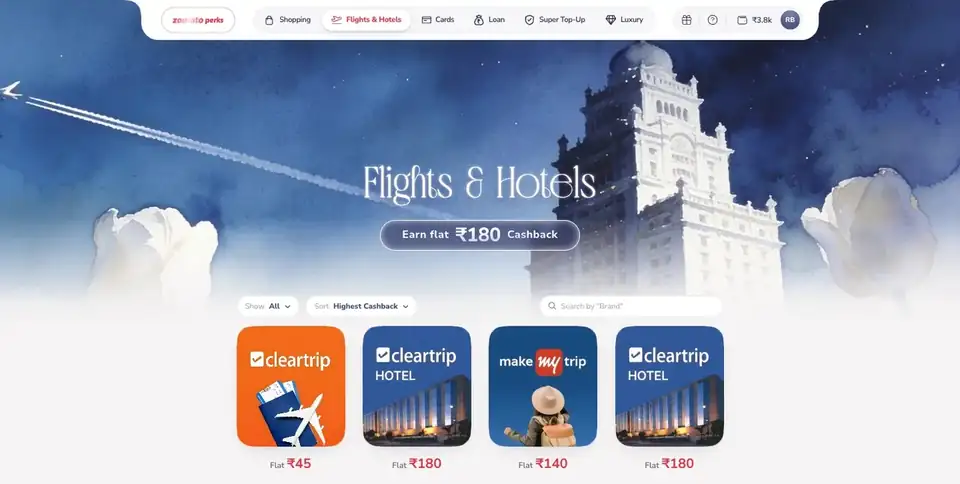 zomato perks
Shopping
Flights & Hotels
Cards
Loan
Super Top-Up
Luxury
₹3.8k
RB
Flights & Hotels
Earn flat ₹180 Cashback
Show All
Sort Highest Cashback
Search by "Brand"
cleartrip
cleartrip
HOTEL
make my trip
cleartrip
HOTEL
Flat ₹45
Flat ₹180
Flat ₹140
Flat ₹180